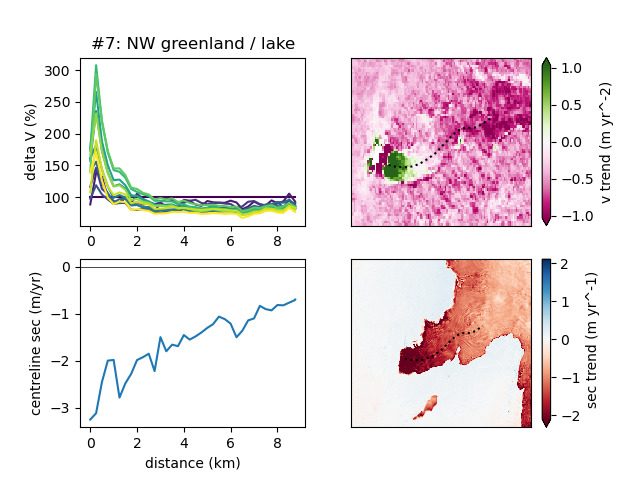 #7: NW greenland / lake
delta V (%)
300
250
200
150
100
0 2 4 6 8
1.0
0.5
0.0
−0.5
−1.0
v trend (m yr^-2)
centreline sec (m/yr)
0
−1
−2
−3
0 2 4 6 8
distance (km)
2
1
0
−1
−2
sec trend (m yr^-1)